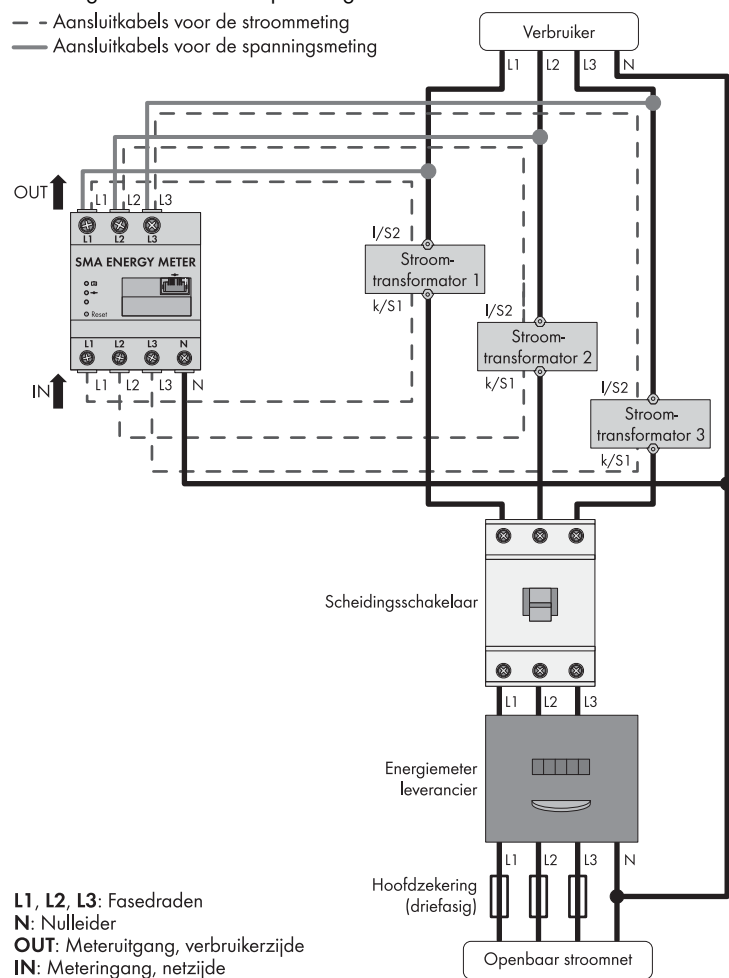 Aansluitkabels voor de stroommeting
Aansluitkabels voor de spanningsmeting
Verbruiker
L1 L2 L3 N
OUT
L1 L2 L3
L1 L2 L3
SMA ENERGY METER
Reset
L1 L2 L3 N
IN
L1 L2 L3 N
l/S2
Stroom-
transformator 1
k/S1
l/S2
Stroom-
transformator 2
k/S1
l/S2
Stroom-
transformator 3
k/S1
Scheidingsschakelaar
L1 L2 L3
Energiemeter
leverancier
L1 L2 L3 N
Hoofdzekering
(driefasig)
Openbaar stroomnet
L1, L2, L3: Fasedraden
N: Nulleider
OUT: Meteruitgang, verbruikerzijde
IN: Meteringang, netzijde